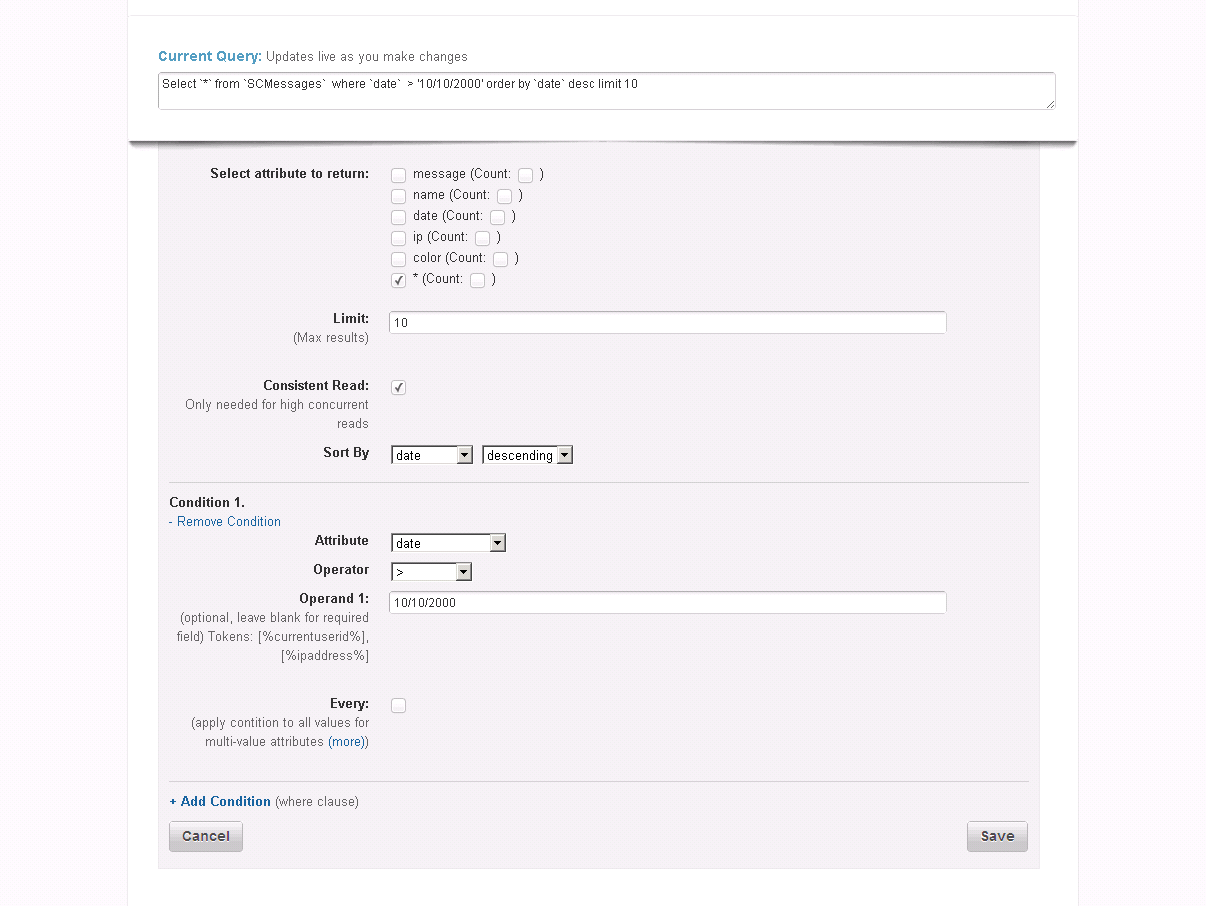 Current Query: Updates live as you make changes
Select `*` from `SCMessages`  where `date`  > '10/10/2000' order by `date` desc limit 10
Select attribute to return:
message (Count: )
name (Count: )
date (Count: )
ip (Count: )
color (Count: )
* (Count: )
Limit: 10
(Max results)
Consistent Read:
Only needed for high concurrent
reads
Sort By date descending
Condition 1.
- Remove Condition
Attribute date
Operator >
Operand 1: 10/10/2000
(optional, leave blank for required
field) Tokens: [%currentuserid%],
[%ipaddress%]
Every:
(apply contition to all values for
multi-value attributes (more))
+ Add Condition (where clause)
Cancel Save